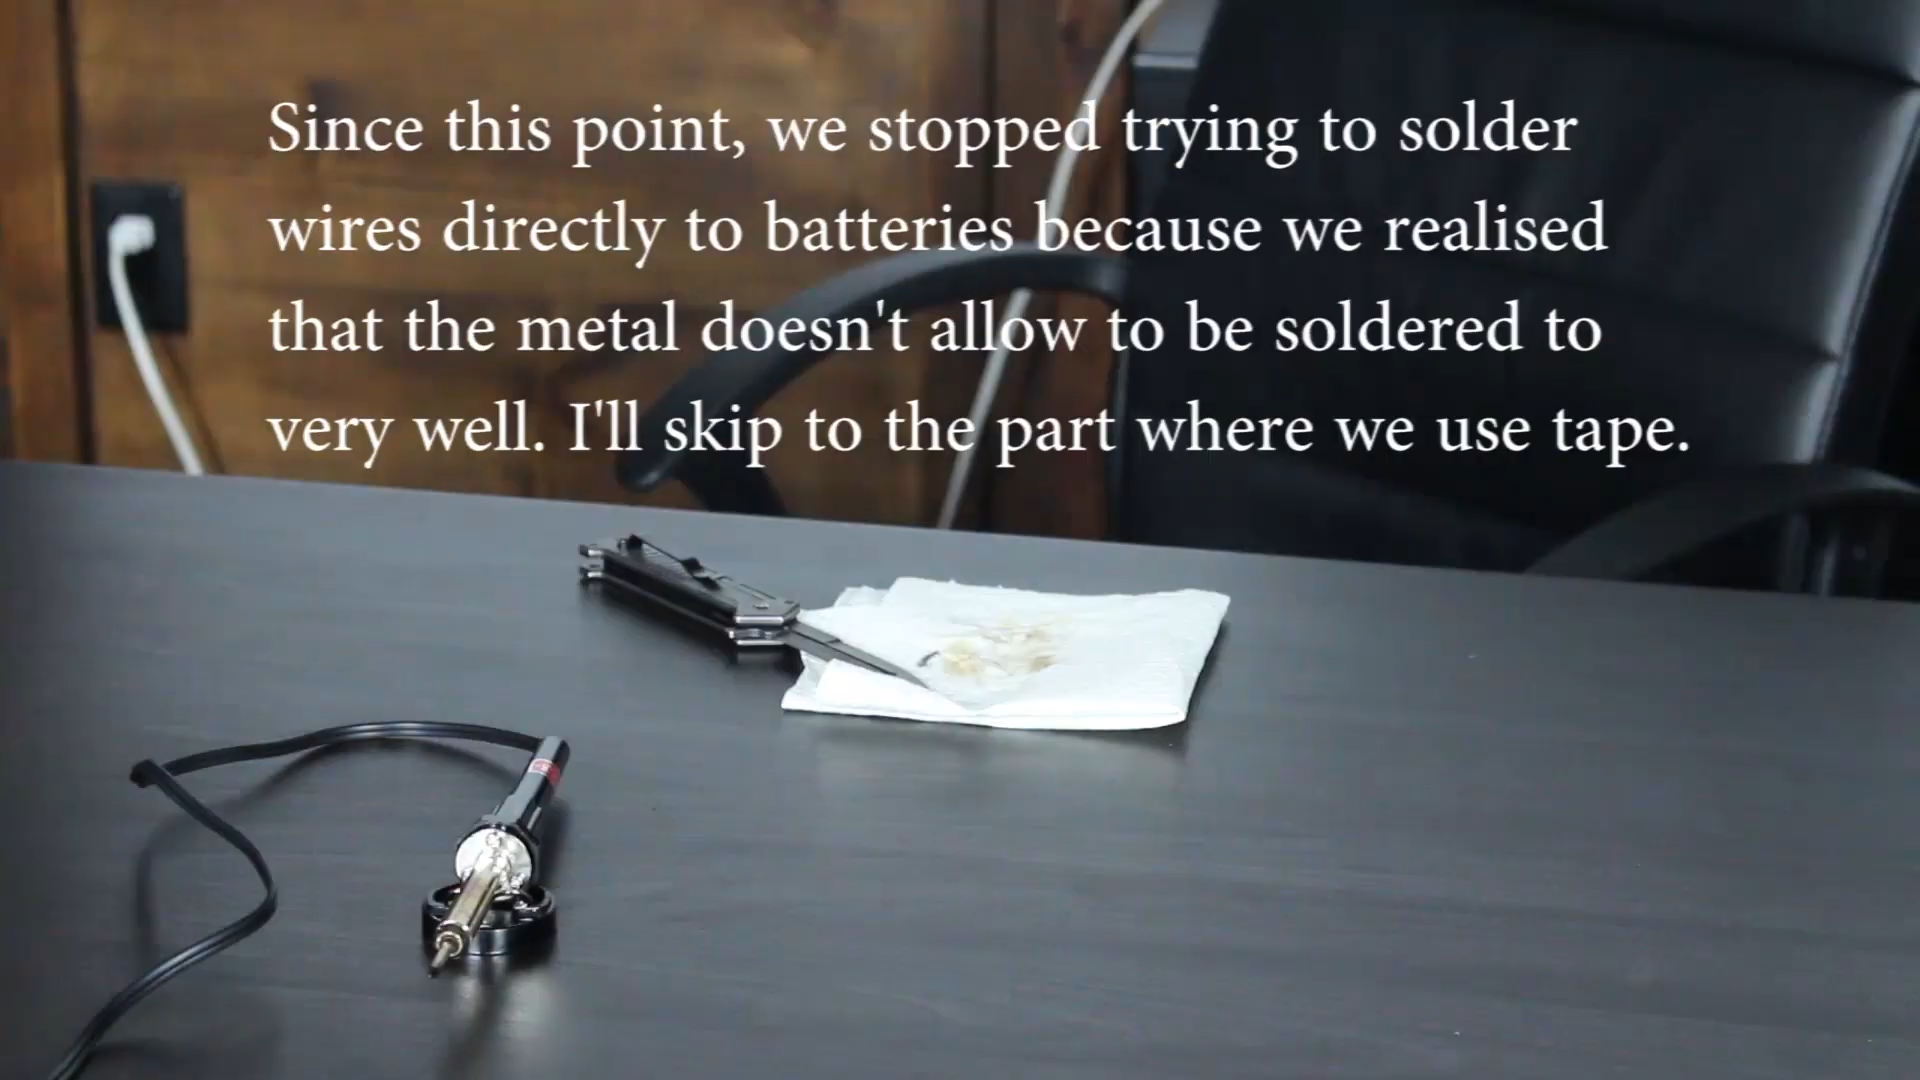 Since this point, we stopped trying to solder
wires directly to batteries because we realised
that the metal doesn't allow to be soldered to
very well. I'll skip to the part where we use tape.